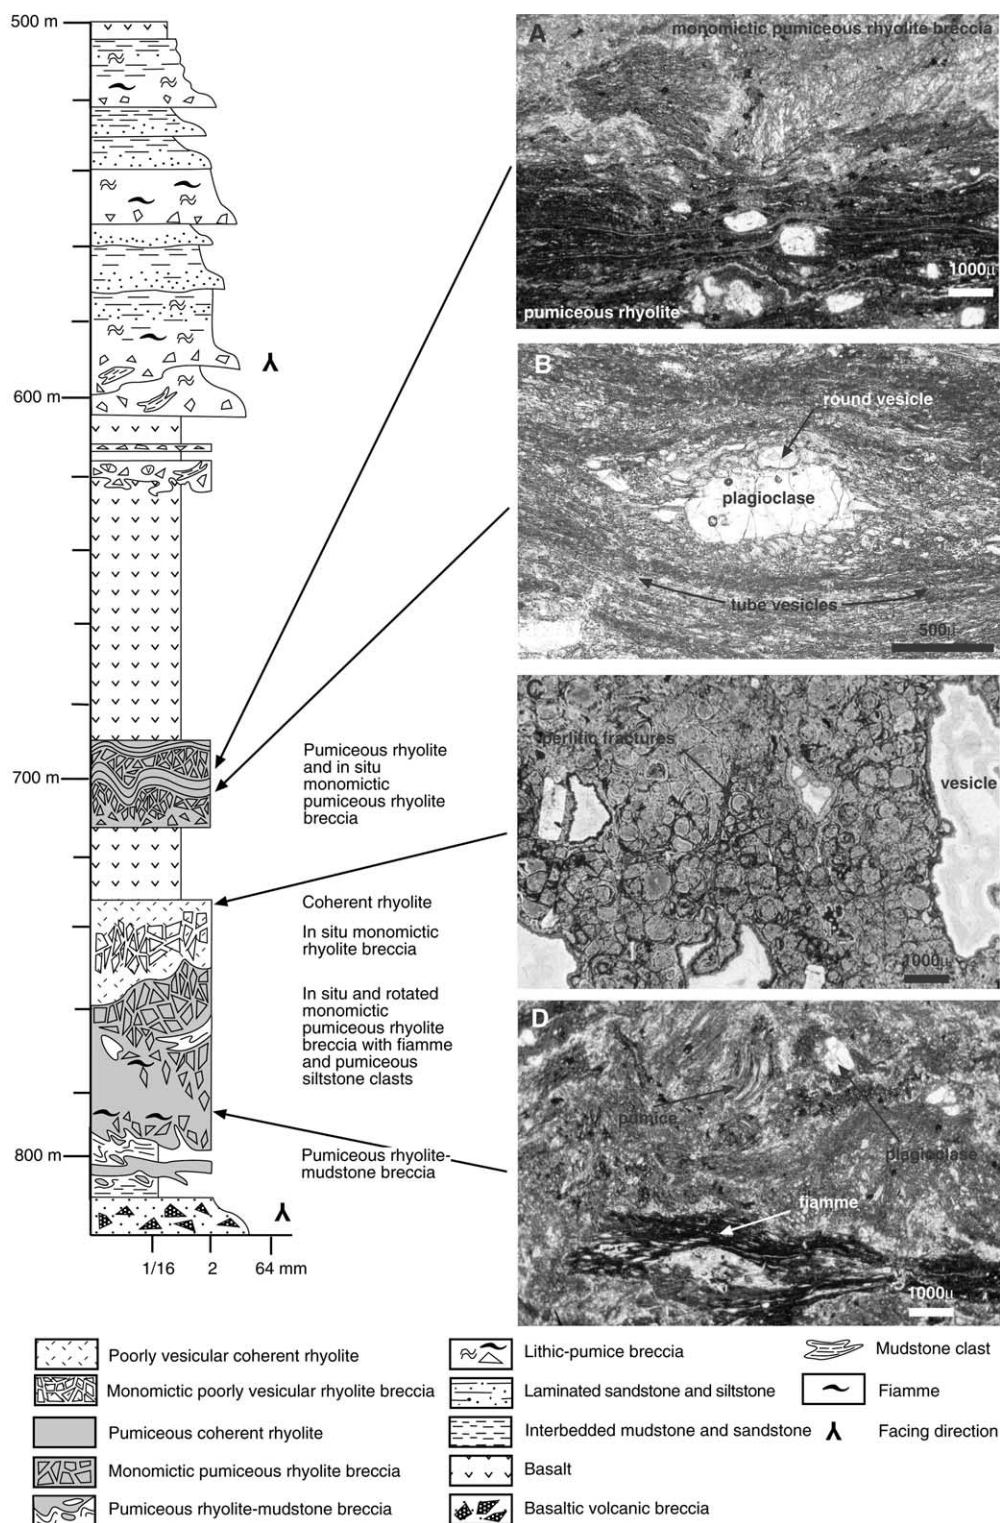 500 m
600 m
700 m
800 m
1/16
2
64 mm
Pumiceous rhyolite
and in situ
monomictic
pumiceous rhyolite
breccia
Coherent rhyolite
In situ monomictic
rhyolite breccia
In situ and rotated
monomictic
pumiceous rhyolite
breccia with fiamme
and pumiceous
siltstone clasts
Pumiceous rhyolite-
mudstone breccia
A
monomictic pumiceous rhyolite breccia
1000μ
pumiceous rhyolite
B
round vesicle
plagioclase
tube vesicles
500μ
C
perlitic fractures
vesicle
1000μ
D
pumice
plagioclase
fiamme
1000μ
Poorly vesicular coherent rhyolite
Monomictic poorly vesicular rhyolite breccia
Pumiceous coherent rhyolite
Monomictic pumiceous rhyolite breccia
Pumiceous rhyolite-mudstone breccia
Lithic-pumice breccia
Laminated sandstone and siltstone
Interbedded mudstone and sandstone
Basalt
Basaltic volcanic breccia
Mudstone clast
Fiamme
Facing direction